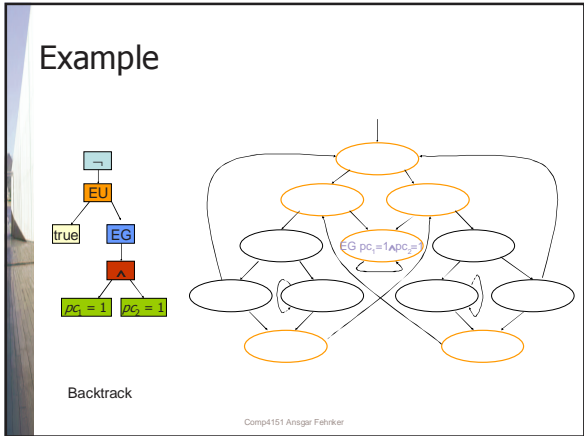 Example
¬
EU
true
EG
EG pc₁=1∧pc₂=1
∧
pc₁ = 1
pc₂ = 1
Backtrack
Comp4151 Ansgar Fehnker